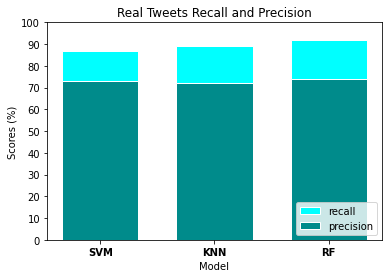 Real Tweets Recall and Precision
Scores (%)
100
90
80
70
60
50
40
30
20
10
0
recall
precision
SVM KNN RF
Model